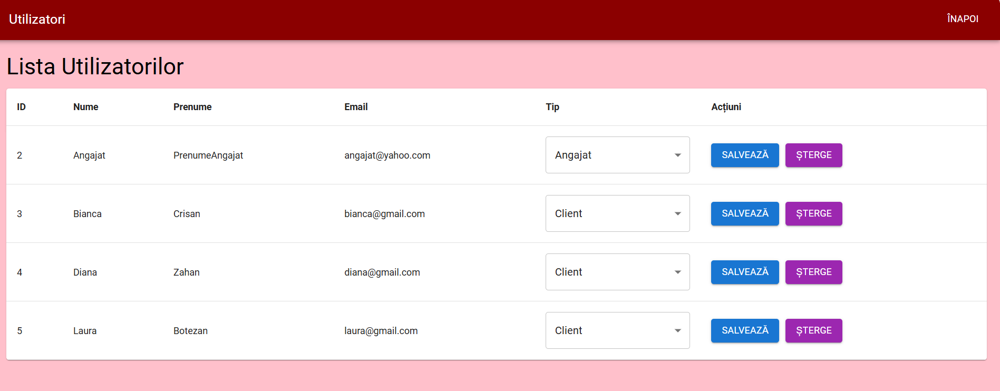 Utilizatori ÎNAPOI
Lista Utilizatorilor
ID Nume Prenume Email Tip Acțiuni
2 Angajat PrenumeAngajat angajat@yahoo.com Angajat SALVEAZĂ ȘTERGE
3 Bianca Crisan bianca@gmail.com Client SALVEAZĂ ȘTERGE
4 Diana Zahan diana@gmail.com Client SALVEAZĂ ȘTERGE
5 Laura Botezan laura@gmail.com Client SALVEAZĂ ȘTERGE